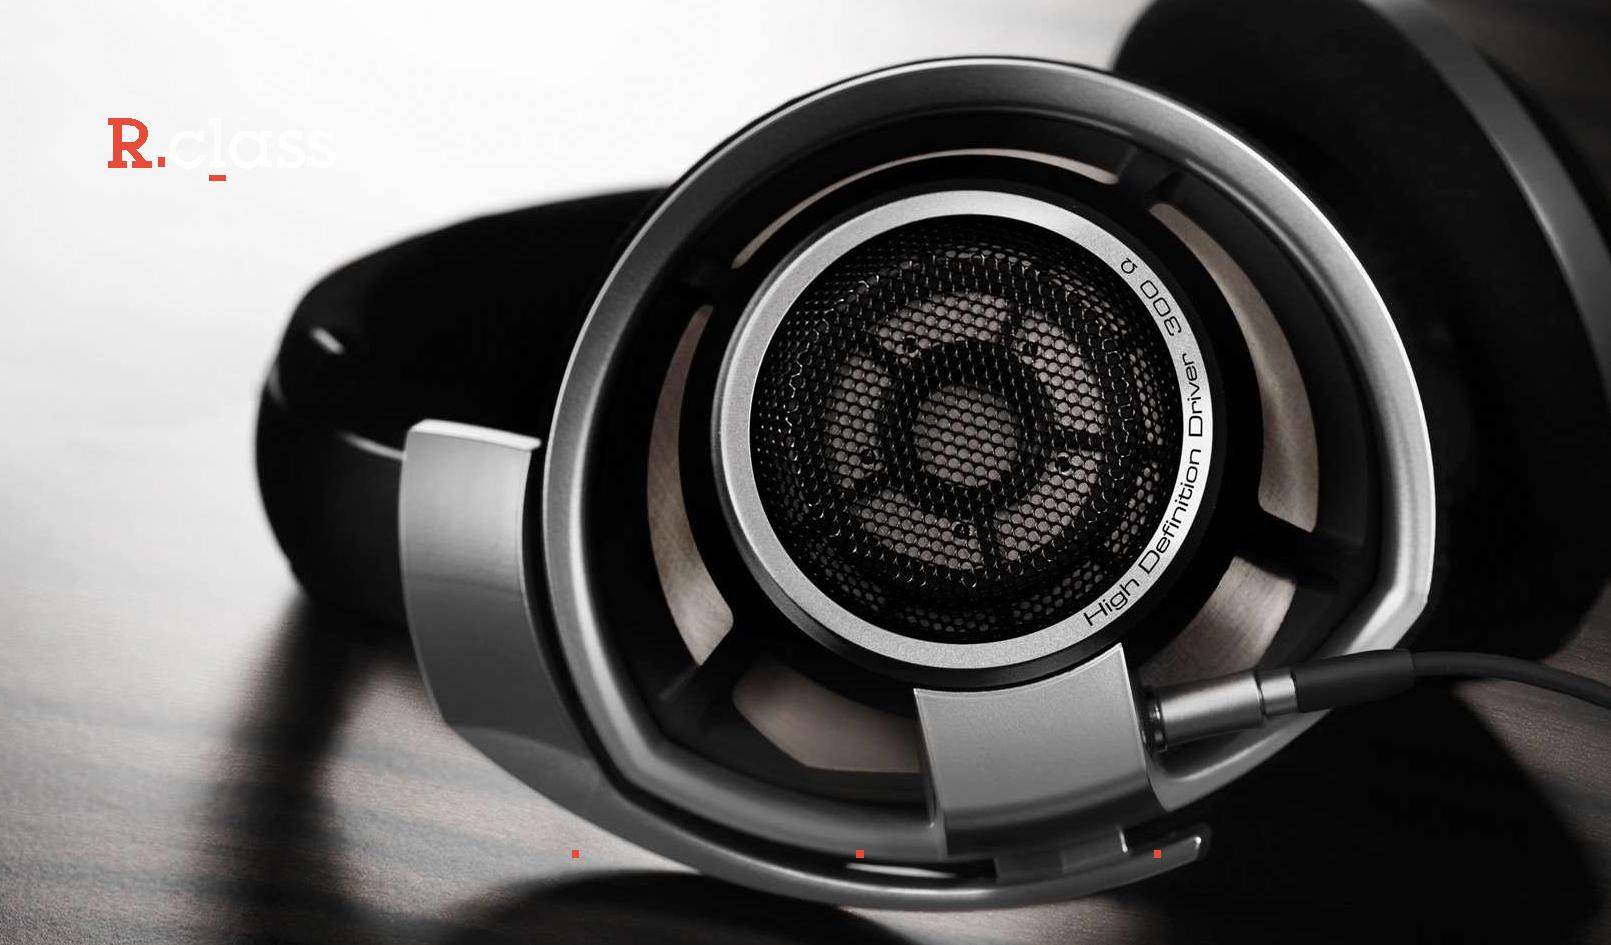 R.class
High Definition Driver 300 Ω